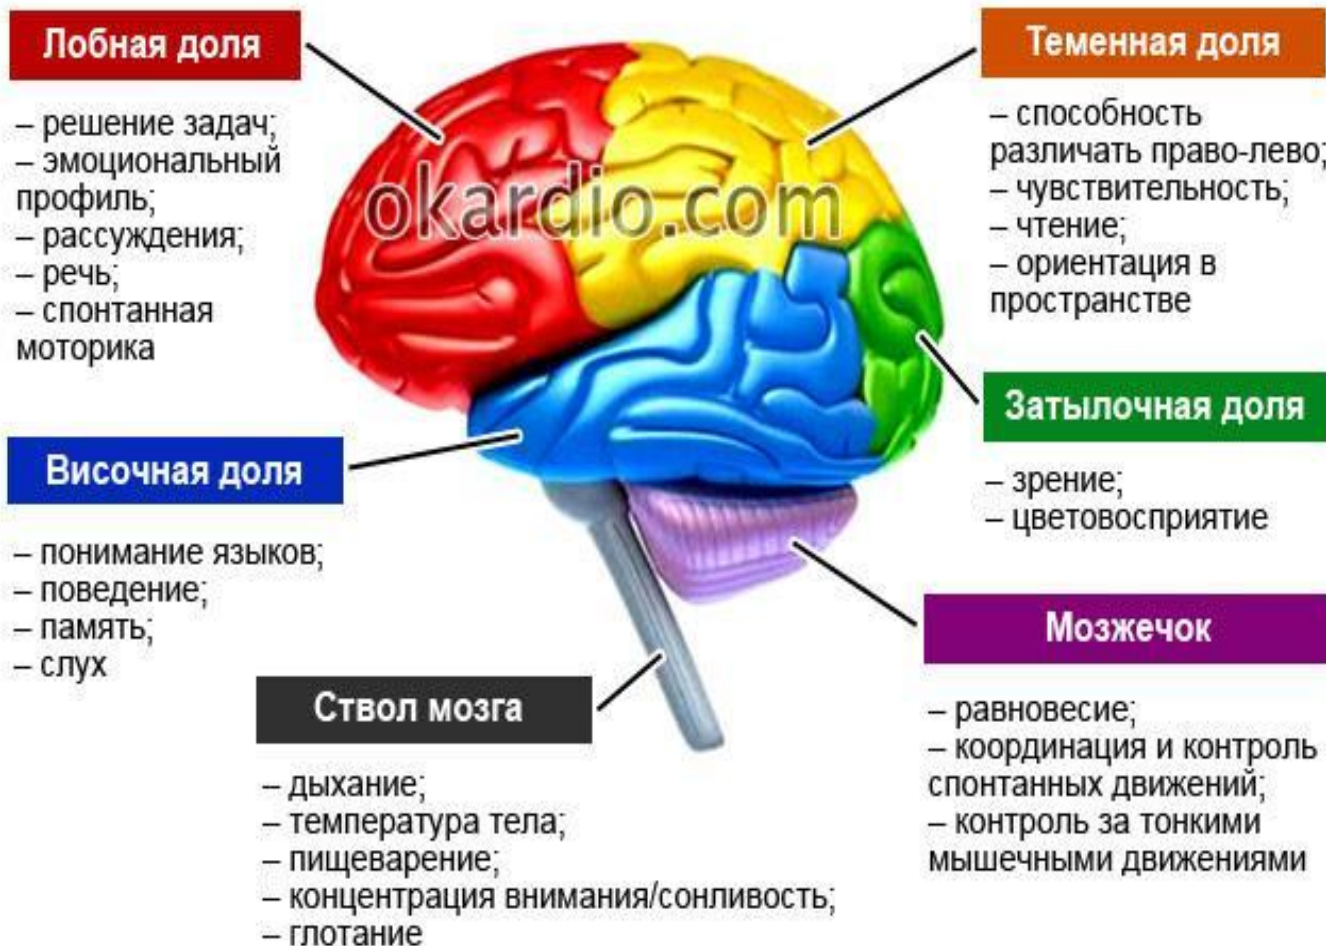 Лобная доля
– решение задач;
– эмоциональный
профиль;
– рассуждения;
– речь;
– спонтанная
моторика
Теменная доля
– способность
различать право-лево;
– чувствительность;
– чтение;
– ориентация в
пространстве
okardio.com
Затылочная доля
– зрение;
– цветовосприятие
Височная доля
– понимание языков;
– поведение;
– память;
– слух
Мозжечок
– равновесие;
– координация и контроль
спонтанных движений;
– контроль за тонкими
мышечными движениями
Ствол мозга
– дыхание;
– температура тела;
– пищеварение;
– концентрация внимания/сонливость;
– глотание